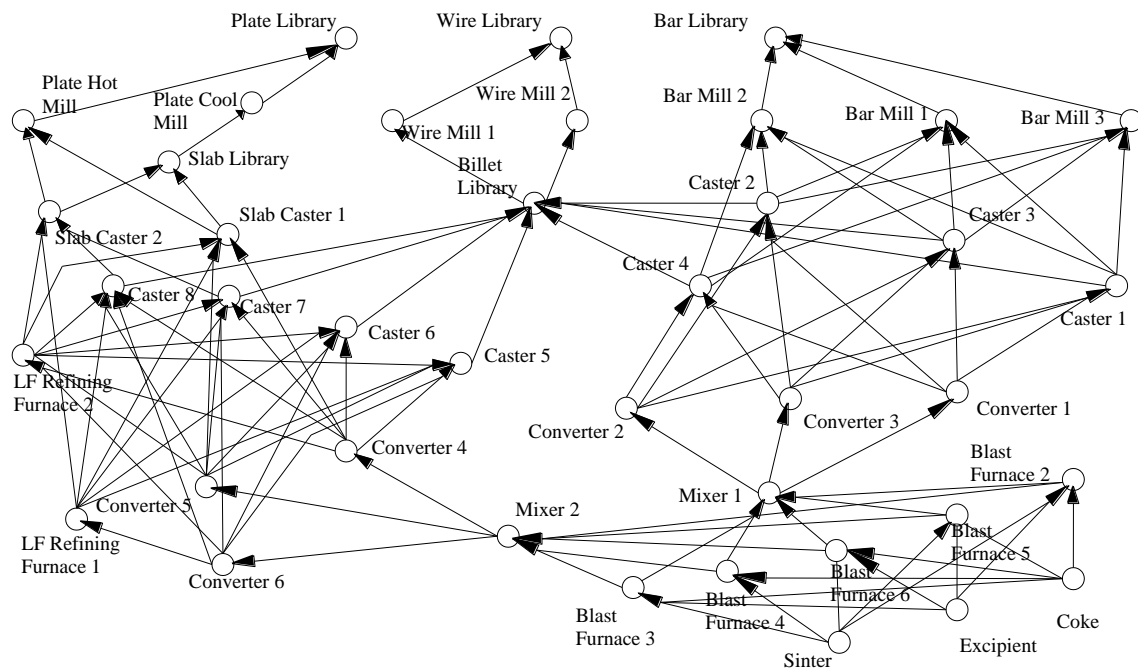 Plate Library
Wire Library
Bar Library
Plate Hot
Mill
Plate Cool
Mill
Wire Mill 2
Bar Mill 2
Bar Mill 1
Bar Mill 3
Wire Mill 1
Slab Library
Billet
Library
Caster 2
Slab Caster 1
Caster 3
Slab Caster 2
Caster 4
Caster 8
Caster 7
Caster 1
Caster 6
Caster 5
LF Refining
Furnace 2
Converter 2
Converter 3
Converter 1
Converter 4
Blast
Furnace 2
Converter 5
Mixer 1
Mixer 2
Blast
Furnace 5
LF Refining
Furnace 1
Converter 6
Blast
Furnace 6
Blast
Furnace 4
Blast
Furnace 3
Coke
Excipient
Sinter